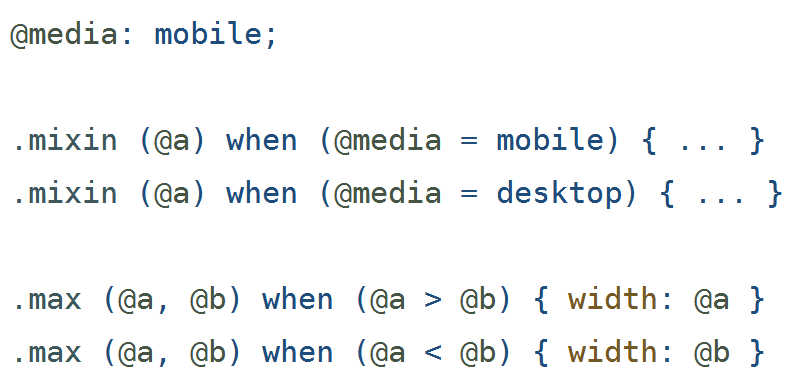 @media: mobile;
.mixin (@a) when (@media = mobile) { ... }
.mixin (@a) when (@media = desktop) { ... }
.max (@a, @b) when (@a > @b) { width: @a }
.max (@a, @b) when (@a < @b) { width: @b }